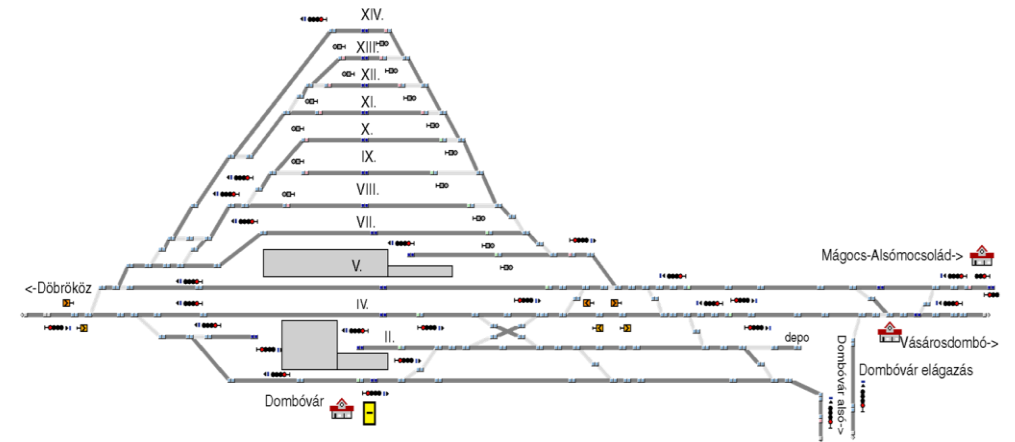 XIV.
XIII.
XII.
XI.
X.
IX.
VIII.
VII.
V.
Mágocs-Alsómocsolád->
<-Döbrököz
IV.
II.
depo
Vásárosdombó->
Dombóvár alsó->
Dombóvár elágazás
Dombóvár